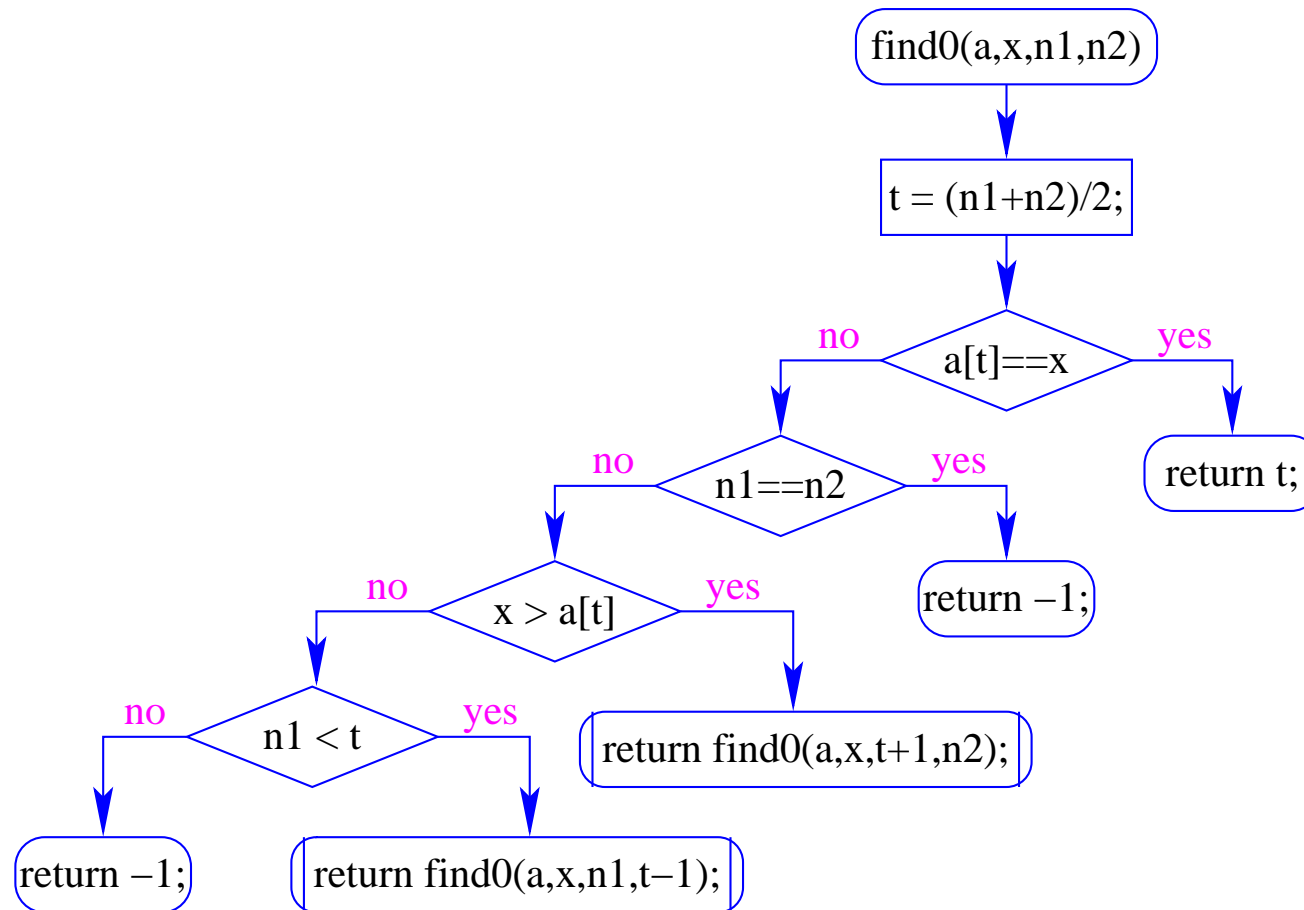 find0(a,x,n1,n2)
t = (n1+n2)/2;
no
yes
a[t]==x
no
yes
n1==n2
return t;
no
yes
x > a[t]
return −1;
no
yes
n1 < t
return find0(a,x,t+1,n2);
return −1;
return find0(a,x,n1,t−1);